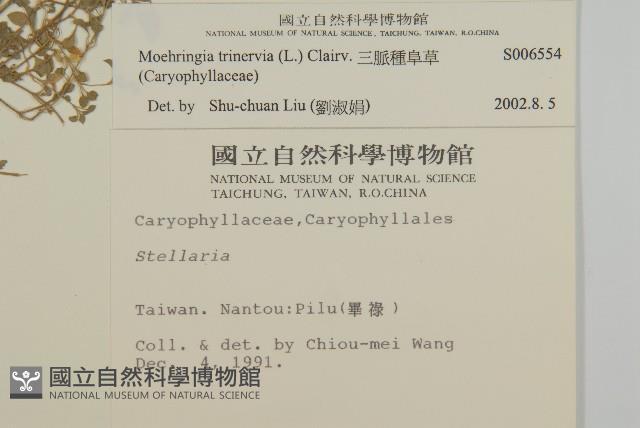 國立自然科學博物館
NATIONAL MUSEUM OF NATURAL SCIENCE, TAICHUNG, TAIWAN, R.O.CHINA
Moehringia trinervia (L.) Clairv. 三脈種阜草 S006554
(Caryophyllaceae)
Det. by Shu-chuan Liu (劉淑娟) 2002.8. 5
國立自然科學博物館
NATIONAL MUSEUM OF NATURAL SCIENCE
TAICHUNG, TAIWAN, R.O.CHINA
Caryophyllaceae,Caryophyllales
Stellaria
Taiwan. Nantou:Pilu(畢祿)
Coll. & det. by Chiou-mei Wang
Dec. 4, 1991.
國立自然科學博物館
NATIONAL MUSEUM OF NATURAL SCIENCE